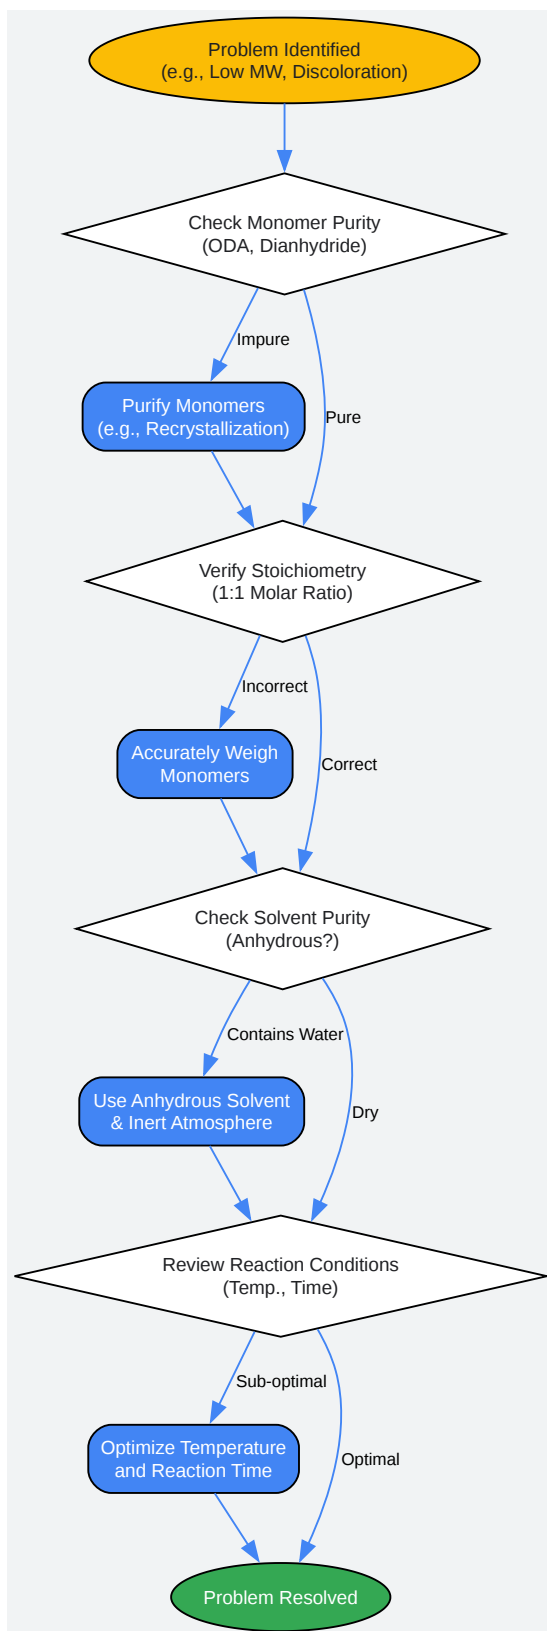 Problem Identified
(e.g., Low MW, Discoloration)
Check Monomer Purity
(ODA, Dianhydride)
Impure
Purify Monomers
(e.g., Recrystallization)
Pure
Verify Stoichiometry
(1:1 Molar Ratio)
Incorrect
Accurately Weigh
Monomers
Correct
Check Solvent Purity
(Anhydrous?)
Contains Water
Use Anhydrous Solvent
& Inert Atmosphere
Dry
Review Reaction Conditions
(Temp., Time)
Sub-optimal
Optimize Temperature
and Reaction Time
Optimal
Problem Resolved